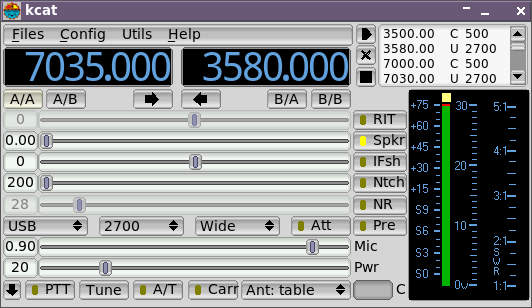 kcat
Files Config Utils Help
7035.000 3580.000
3500.00 C 500
3580.00 U 2700
7000.00 C 500
7030.00 U 2700
A/A A/B B/A B/B
0 RIT
0.00 Spkr
0 IFsh
200 Ntch
28 NR
USB 2700 Wide Att Pre
0.90 Mic
20 Pwr
PTT Tune A/T Carr Ant: table C
+75 30 5:1
+60
+45 20 4:1
+30
+15
S9 3:1
S6 10
S3 2:1
SWR
S0 0W 1:1